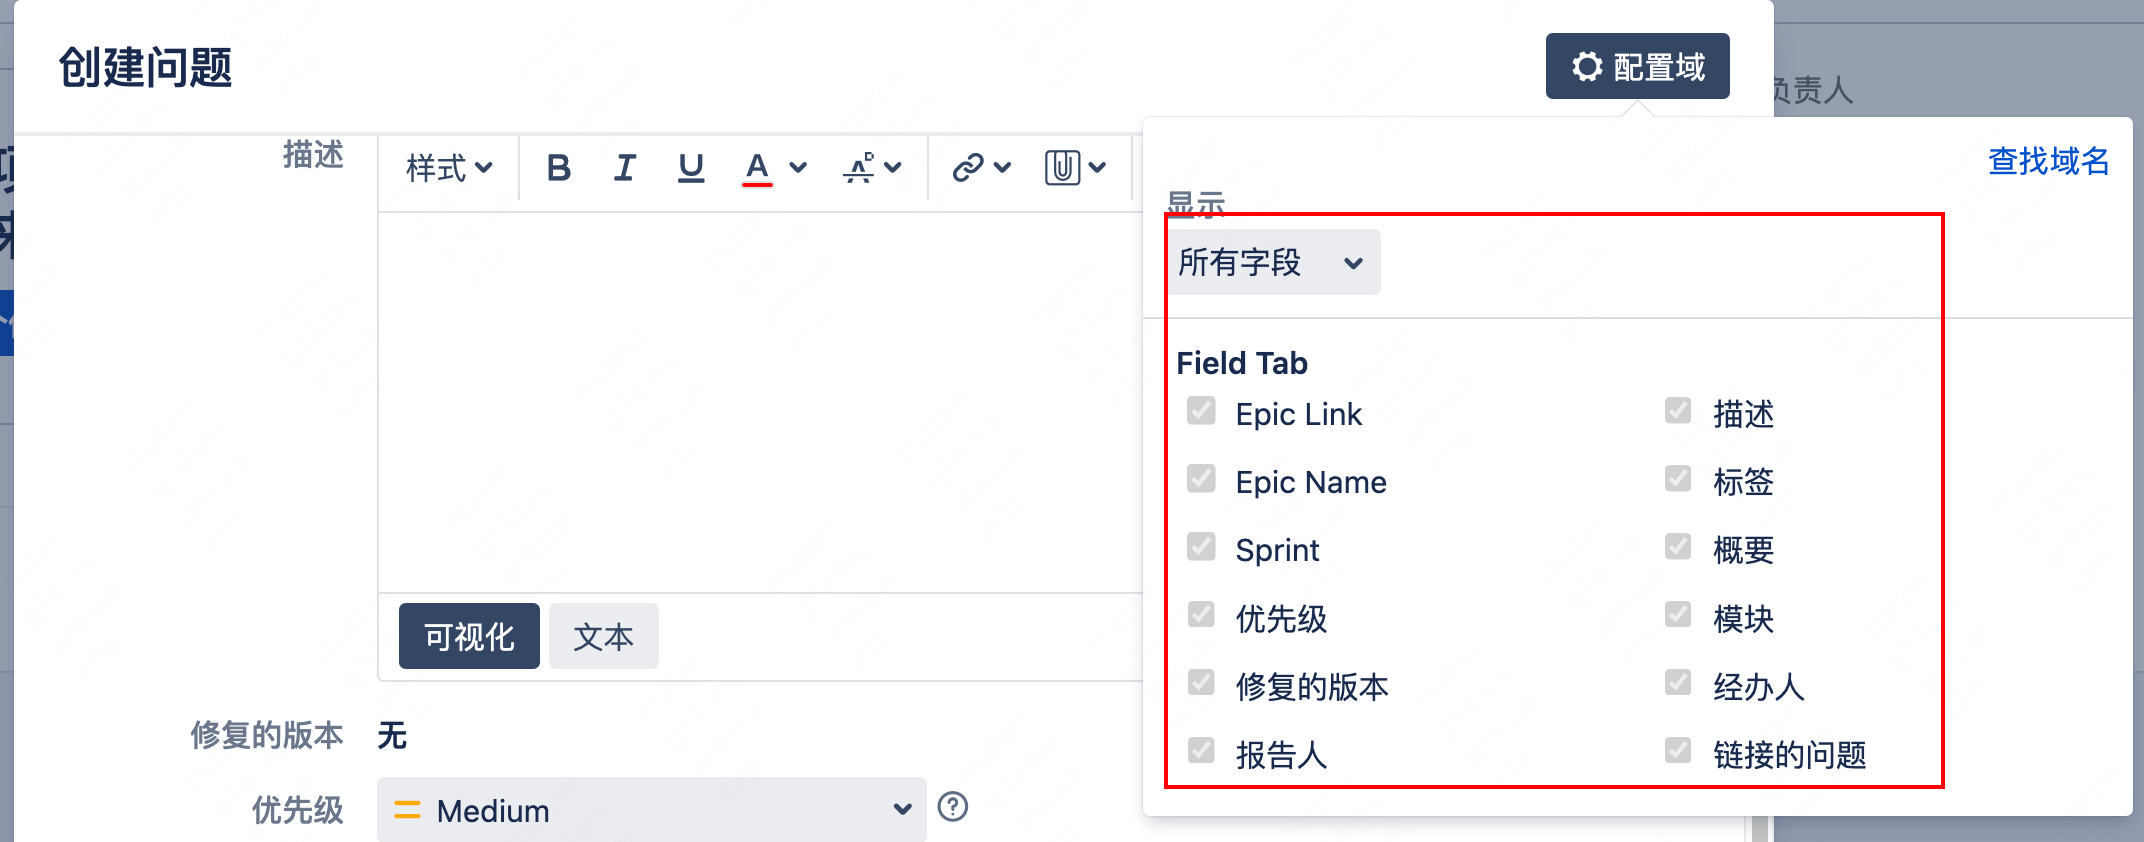 创建问题
配置域
负责人
描述
样式
B I U A
查找域名
显示
所有字段
Field Tab
Epic Link
描述
Epic Name
标签
Sprint
概要
优先级
模块
修复的版本
经办人
报告人
链接的问题
可视化
文本
修复的版本
无
优先级
Medium